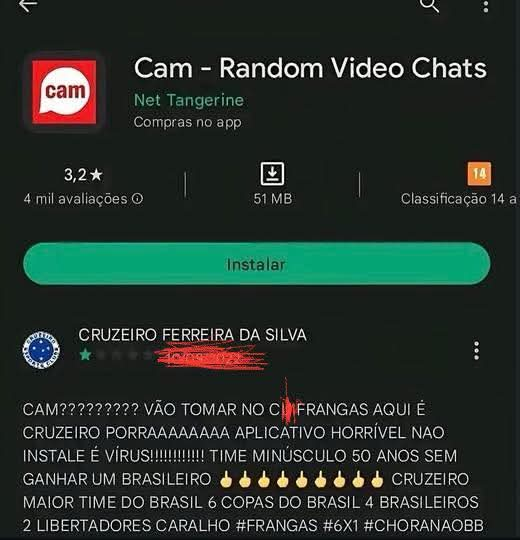 cam
Cam - Random Video Chats
Net Tangerine
Compras no app
3,2★
14
4 mil avaliações
51 MB
Classificação 14 a
Instalar
CRUZEIRO FERREIRA DA SILVA
CAM????????? VÃO TOMAR NO C FRANGAS AQUI É
CRUZEIRO PORRAAAAAAAA APLICATIVO HORRÍVEL NAO
INSTALE É VÍRUS!!!!!!!!!!!! TIME MINÚSCULO 50 ANOS SEM
GANHAR UM BRASILEIRO 🖕🖕🖕🖕🖕🖕🖕🖕🖕🖕 CRUZEIRO
MAIOR TIME DO BRASIL 6 COPAS DO BRASIL 4 BRASILEIROS
2 LIBERTADORES CARALHO #FRANGAS #6X1 #CHORANAOBB